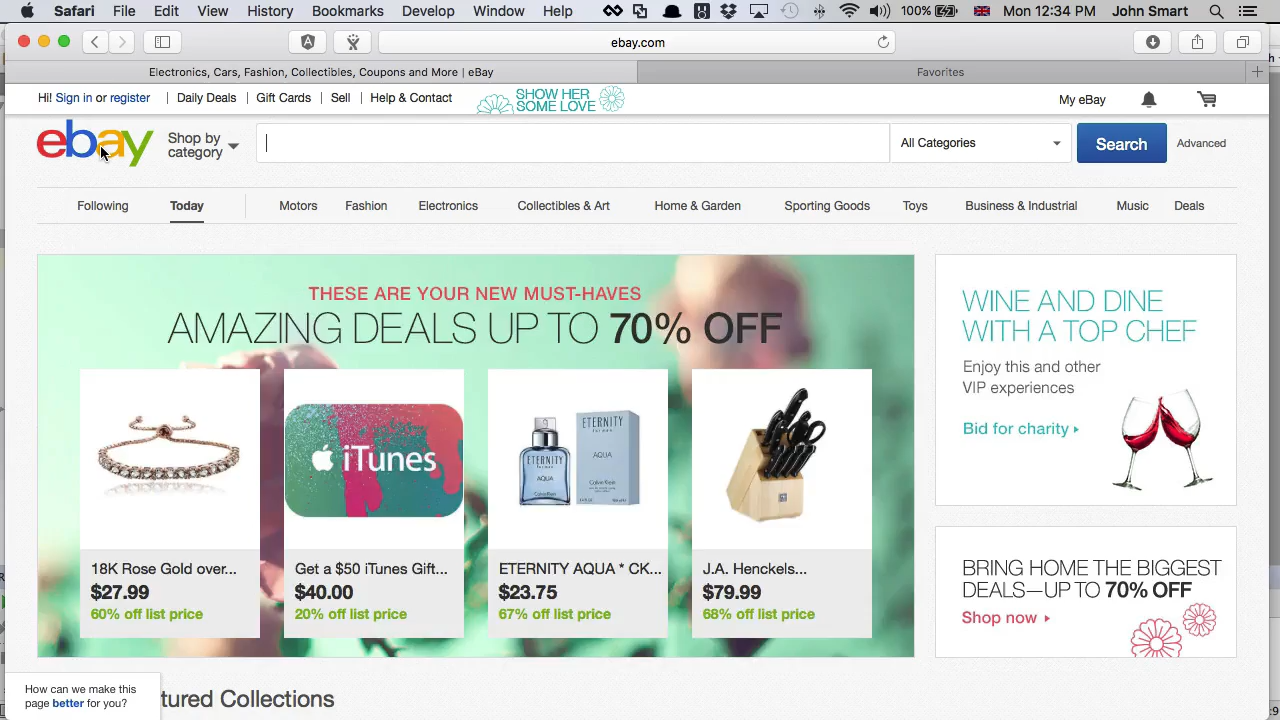 Safari File Edit View History Bookmarks Develop Window Help 100% Mon 12:34 PM John Smart
ebay.com
Electronics, Cars, Fashion, Collectibles, Coupons and More | eBay Favorites
Hi! Sign in or register Daily Deals Gift Cards Sell Help & Contact SHOW HER
SOME LOVE
My eBay
ebay
Shop by
category
All Categories
Search
Advanced
Following Today Motors Fashion Electronics Collectibles & Art Home & Garden Sporting Goods Toys Business & Industrial Music Deals
THESE ARE YOUR NEW MUST-HAVES
AMAZING DEALS UP TO 70% OFF
iTunes
ETERNITY
for men
AQUA
Calvin Klein
ETERNITY
for men
AQUA
18K Rose Gold over...
$27.99
60% off list price
Get a $50 iTunes Gift...
$40.00
20% off list price
ETERNITY AQUA * CK...
$23.75
67% off list price
J.A. Henckels...
$79.99
68% off list price
WINE AND DINE
WITH A TOP CHEF
Enjoy this and other
VIP experiences
Bid for charity
BRING HOME THE BIGGEST
DEALS—UP TO 70% OFF
Shop now
How can we make this
page better for you?
tured Collections